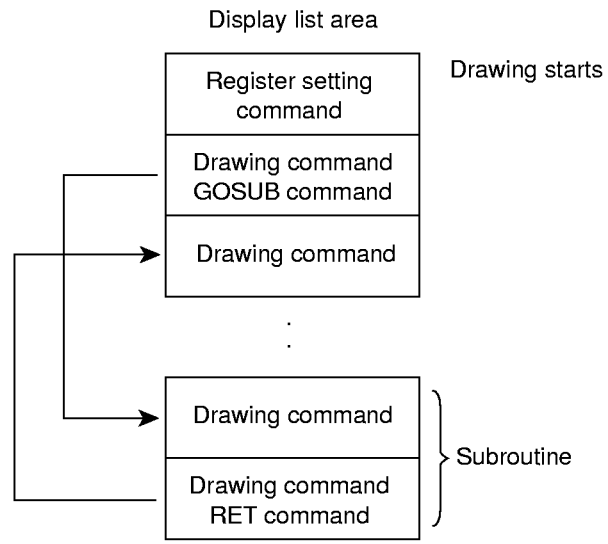 Display list area
Drawing starts
Register setting
command
Drawing command
GOSUB command
Drawing command
Drawing command
Subroutine
Drawing command
RET command